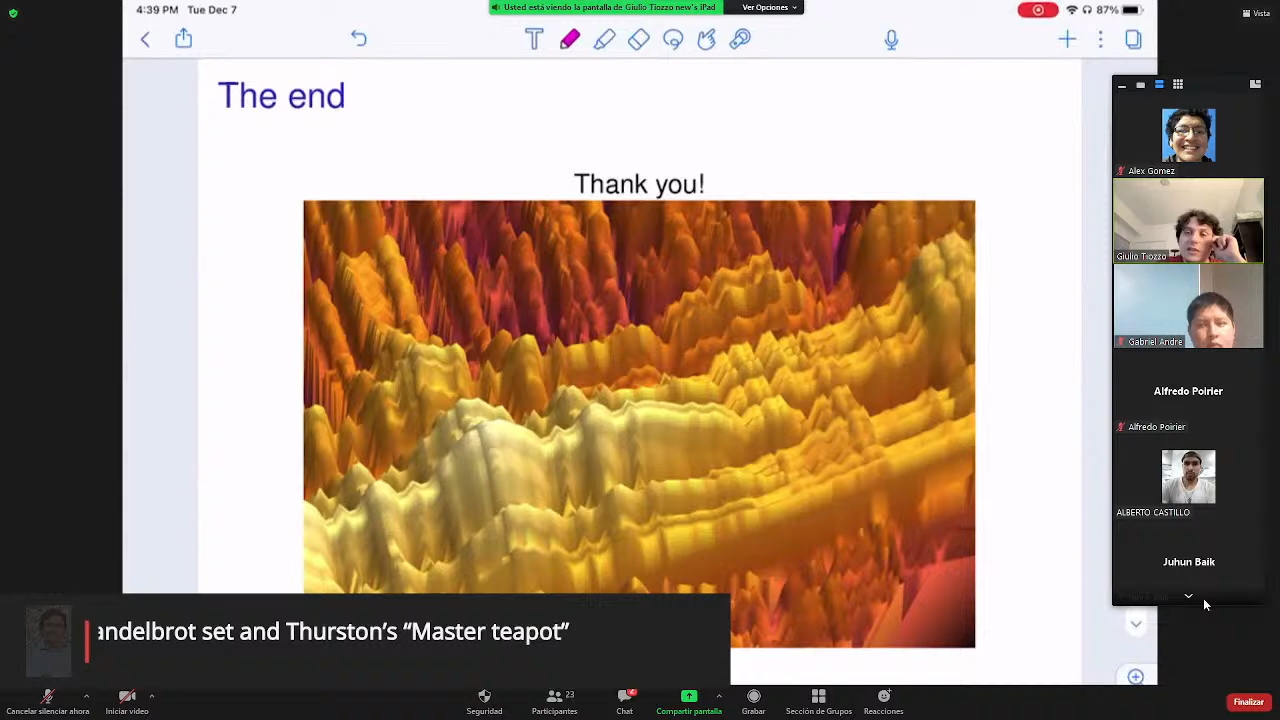 4:39 PM Tue Dec 7
Usted está viendo la pantalla de Giulio Tiozzo new's iPad
Ver Opciones
87%
Vista
The end
Thank you!
Alex Gomez
Giulio Tiozzo
Gabriel Andre
Alfredo Poirier
Alfredo Poirier
ALBERTO CASTILLO
Juhun Baik
andelbrot set and Thurston's “Master teapot”
Cancelar silenciar ahora
Iniciar video
Seguridad
Participantes
23
Chat
2
Compartir pantalla
Grabar
Sección de Grupos
Reacciones
Finalizar